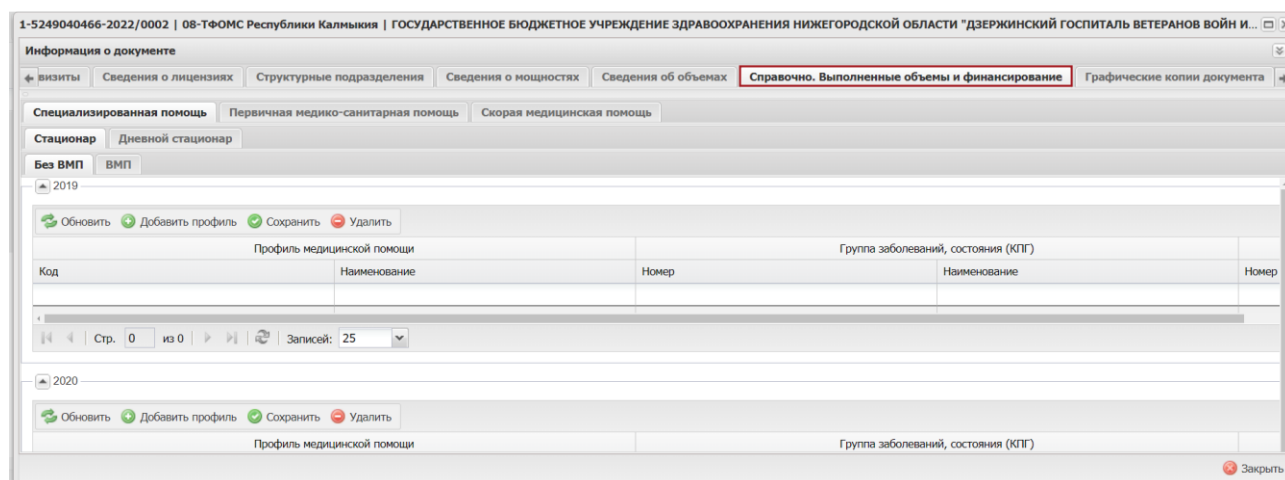 1-5249040466-2022/0002 | 08-ТФОМС Республики Калмыкия | ГОСУДАРСТВЕННОЕ БЮДЖЕТНОЕ УЧРЕЖДЕНИЕ ЗДРАВООХРАНЕНИЯ НИЖЕГОРОДСКОЙ ОБЛАСТИ "ДЗЕРЖИНСКИЙ ГОСПИТАЛЬ ВЕТЕРАНОВ ВОЙН И...
Информация о документе
визиты Сведения о лицензиях Структурные подразделения Сведения о мощностях Сведения об объемах Справочно. Выполненные объемы и финансирование Графические копии документа
Специализированная помощь Первичная медико-санитарная помощь Скорая медицинская помощь
Стационар Дневной стационар
Без ВМП ВМП
2019
Обновить Добавить профиль Сохранить Удалить
Профиль медицинской помощи Группа заболеваний, состояния (КПГ)
Код Наименование Номер Наименование Номер
Стр. 0 из 0 Записей: 25
2020
Обновить Добавить профиль Сохранить Удалить
Профиль медицинской помощи Группа заболеваний, состояния (КПГ)
Закрыть